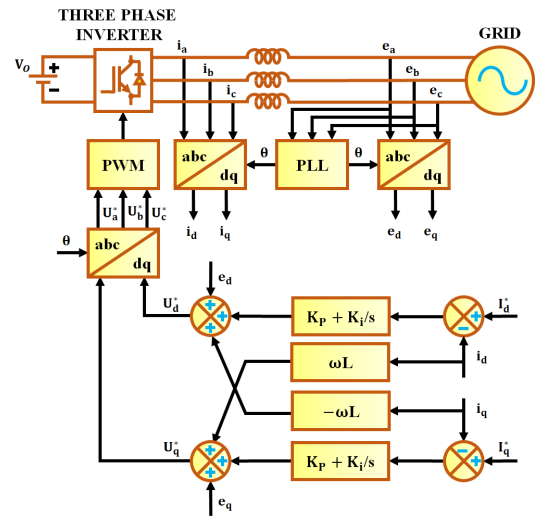 THREE PHASE
INVERTER
GRID
V_O
+
-
i_a
i_b
i_c
e_a
e_b
e_c
PWM
abc
dq
θ
PLL
θ
abc
dq
U_a^*
U_b^*
U_c^*
i_d
i_q
e_d
e_q
θ
abc
dq
e_d
U_d^*
+
+
+
K_P + K_i/s
-
+
I_d^*
i_d
ωL
-ωL
i_q
U_q^*
+
+
+
K_P + K_i/s
-
+
I_q^*
e_q